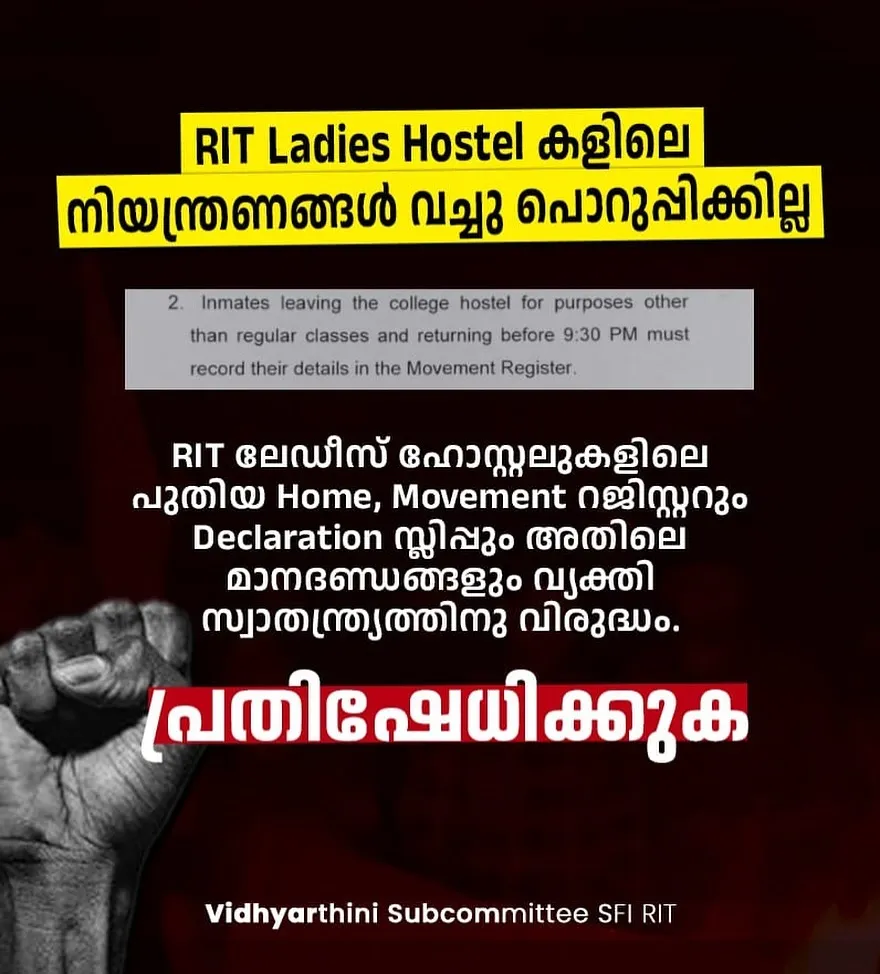 RIT Ladies Hostel കളിലെ
നിയന്ത്രണങ്ങൾ വച്ചു പൊറുപ്പിക്കില്ല
2. Inmates leaving the college hostel for purposes other
than regular classes and returning before 9:30 PM must
record their details in the Movement Register.
RIT ലേഡീസ് ഹോസ്റ്റലുകളിലെ
പുതിയ Home, Movement റജിസ്റ്ററും
Declaration സ്ലിപ്പും അതിലെ
മാനദണ്ഡങ്ങളും വ്യക്തി
സ്വാതന്ത്ര്യത്തിനു വിരുദ്ധം.
പ്രതിഷേധിക്കുക
Vidhyarthini Subcommittee SFI RIT